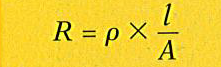 R = ρ × l/A